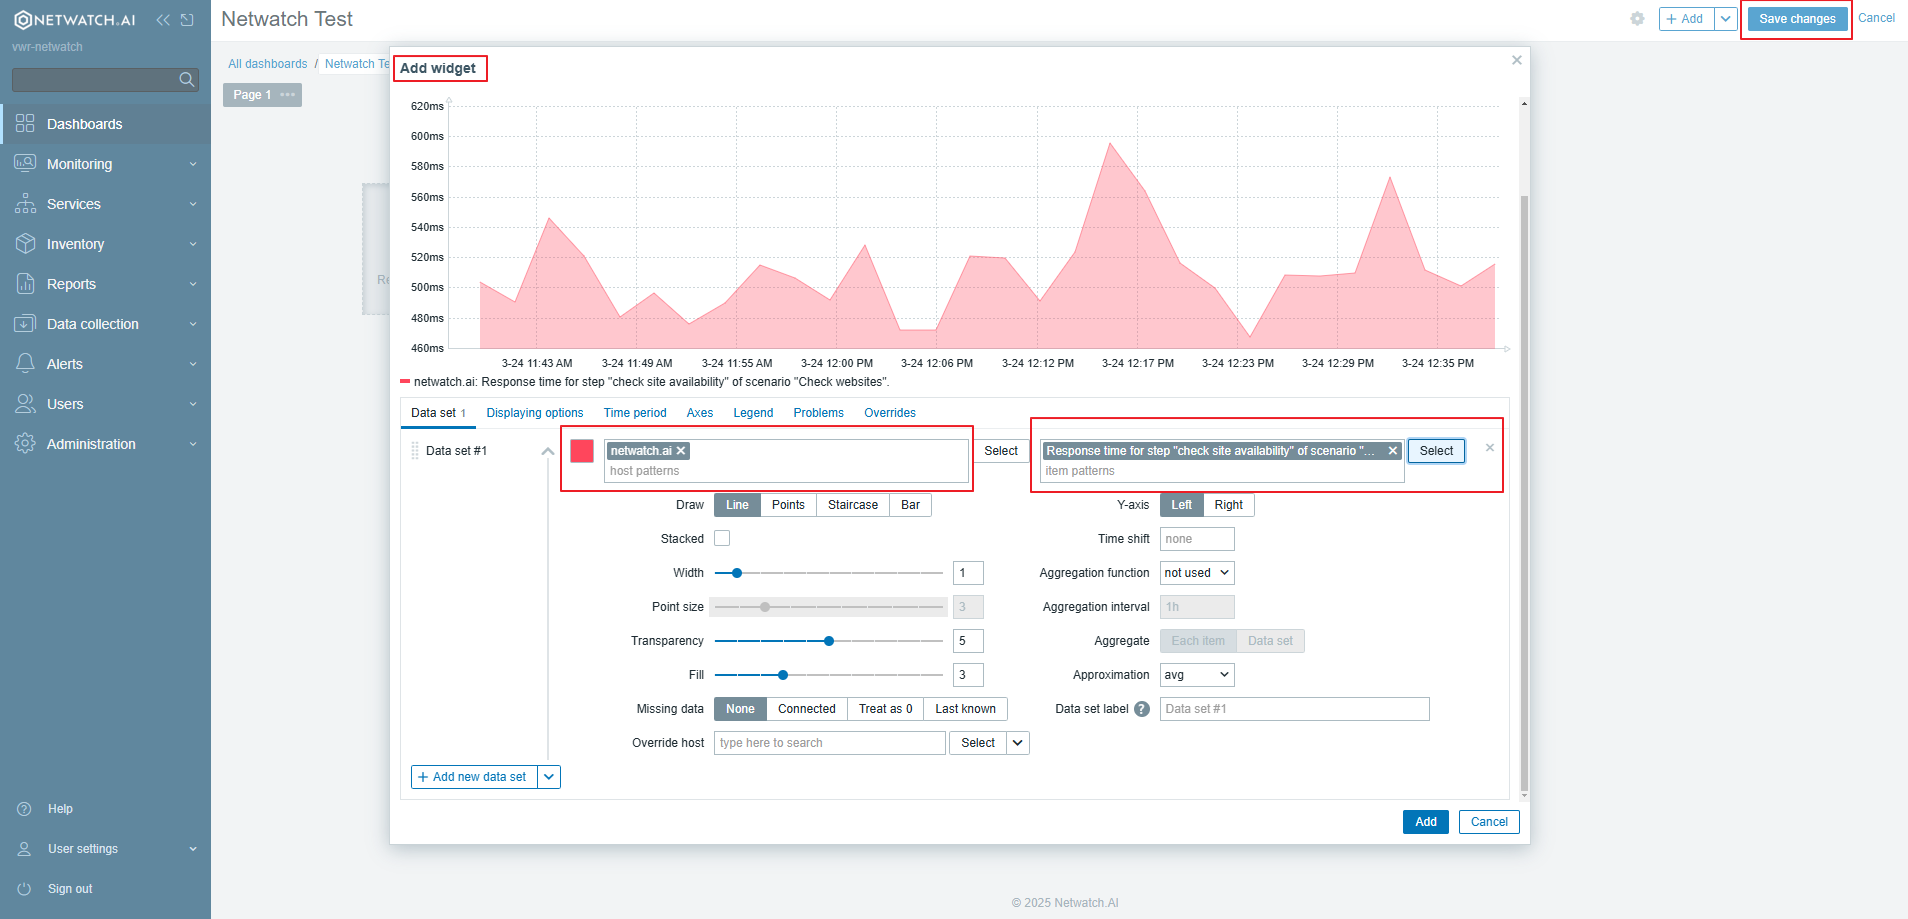 NETWATCH.AI
vwr-netwatch
Dashboards
Monitoring
Services
Inventory
Reports
Data collection
Alerts
Users
Administration
Help
User settings
Sign out
Netwatch Test
Add
Save changes
Cancel
All dashboards / Netwatch Te
Page 1
Re
Add widget
620ms
600ms
580ms
560ms
540ms
520ms
500ms
480ms
460ms
3-24 11:43 AM 3-24 11:49 AM 3-24 11:55 AM 3-24 12:00 PM 3-24 12:06 PM 3-24 12:12 PM 3-24 12:17 PM 3-24 12:23 PM 3-24 12:29 PM 3-24 12:35 PM
netwatch.ai: Response time for step "check site availability" of scenario "Check websites".
Data set 1 Displaying options Time period Axes Legend Problems Overrides
Data set #1
netwatch.ai
host patterns
Select
Response time for step "check site availability" of scenario "...
item patterns
Select
Draw Line Points Staircase Bar
Stacked
Width 1
Point size 3
Transparency 5
Fill 3
Missing data None Connected Treat as 0 Last known
Override host type here to search Select
Y-axis Left Right
Time shift none
Aggregation function not used
Aggregation interval 1h
Aggregate Each item Data set
Approximation avg
Data set label ? Data set #1
Add new data set
Add Cancel
© 2025 Netwatch.AI